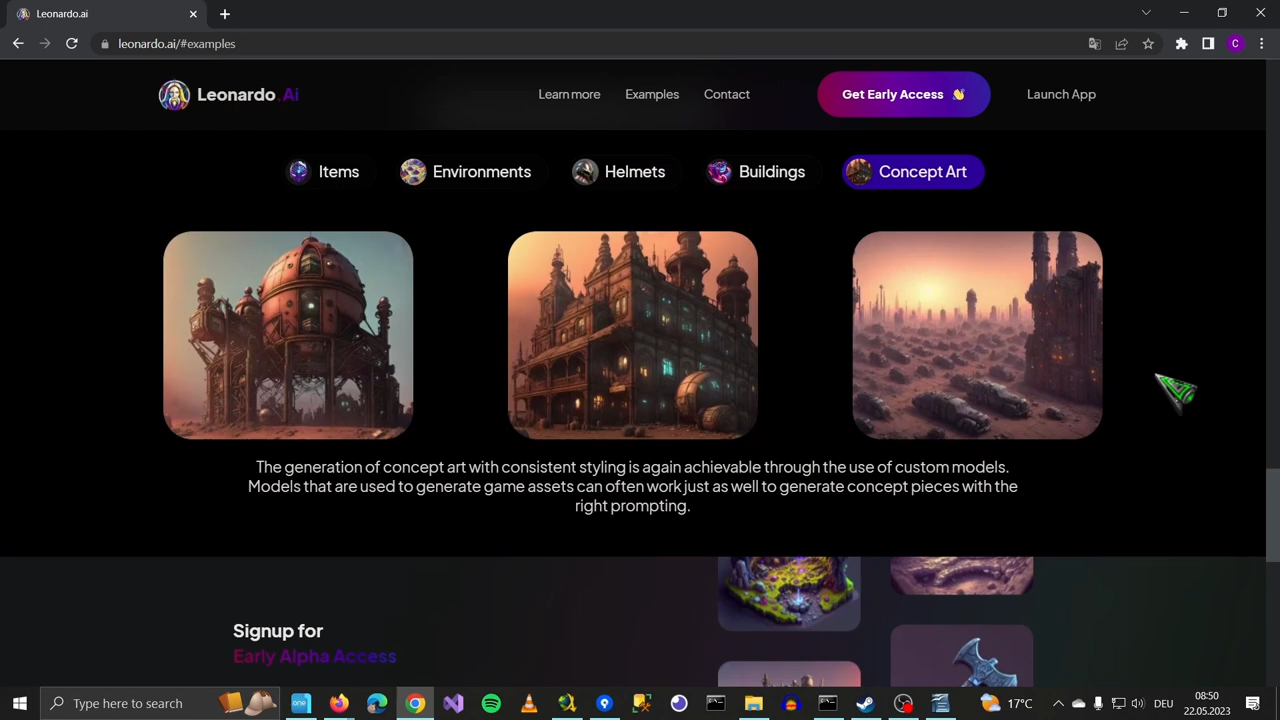 Leonardo.ai
leonardo.ai/#examples
C
Leonardo.Ai
Learn more
Examples
Contact
Get Early Access
Launch App
Items
Environments
Helmets
Buildings
Concept Art
The generation of concept art with consistent styling is again achievable through the use of custom models.
Models that are used to generate game assets can often work just as well to generate concept pieces with the
right prompting.
Signup for
Early Alpha Access
Type here to search
one
17°C
DEU
08:50
22.05.2023